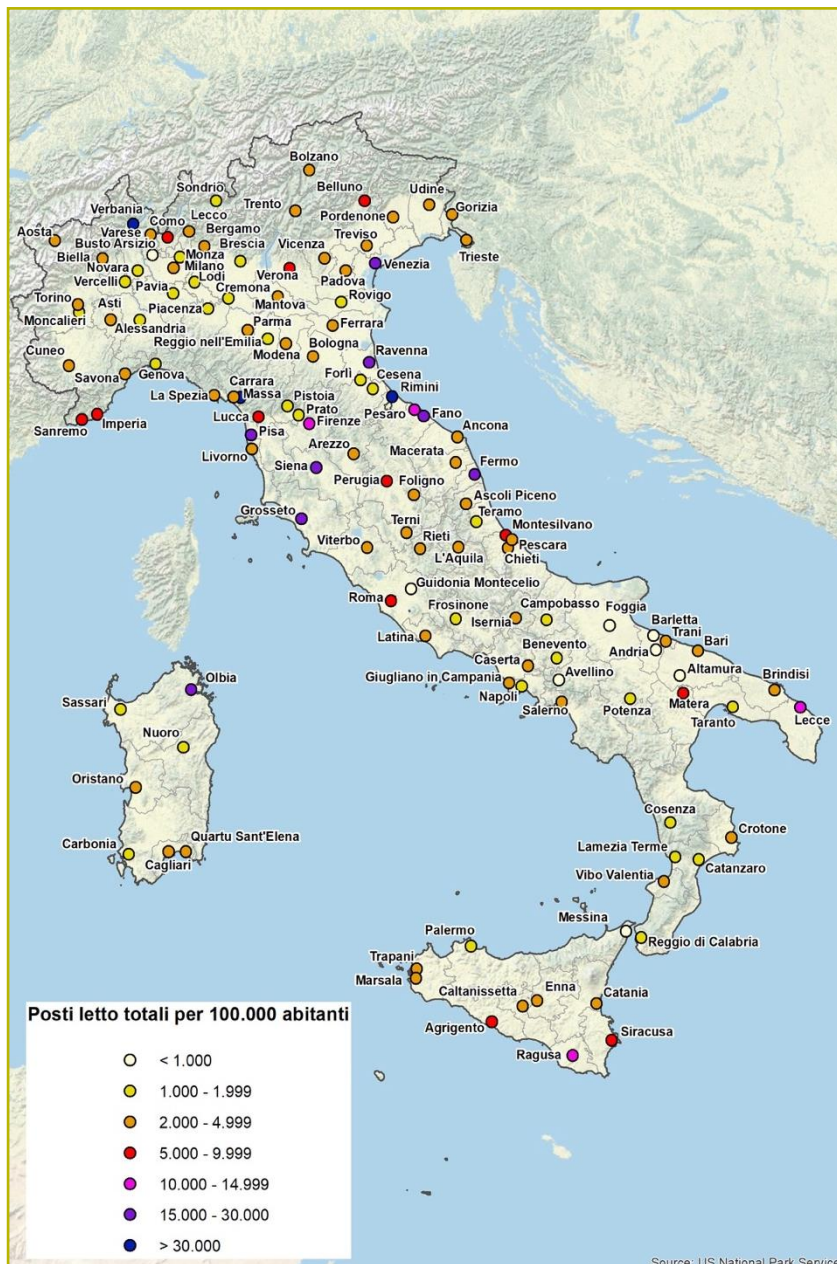 Bolzano
Sondrio
Belluno
Udine
Verbania
Lecco
Trento
Pordenone
Gorizia
Como
Aosta
Varese
Bergamo
Treviso
Busto Arsizio
Brescia
Vicenza
Biella
Monza
Trieste
Novara
Milano
Verona
Venezia
Vercelli
Lodi
Padova
Pavia
Cremona
Rovigo
Torino
Asti
Mantova
Moncalieri
Piacenza
Alessandria
Parma
Ferrara
Reggio nell'Emilia
Bologna
Cuneo
Modena
Ravenna
Savona
Genova
Forlì
Cesena
Carrara
La Spezia
Massa
Pistoia
Rimini
Prato
Pesaro
Fano
Lucca
Firenze
Sanremo
Imperia
Pisa
Ancona
Arezzo
Macerata
Livorno
Siena
Fermo
Perugia
Foligno
Ascoli Piceno
Grosseto
Teramo
Terni
Montesilvano
Viterbo
Rieti
Pescara
L'Aquila
Chieti
Guidonia Montecelio
Roma
Frosinone
Campobasso
Foggia
Isernia
Barletta
Latina
Trani
Benevento
Andria
Bari
Caserta
Altamura
Giugliano in Campania
Avellino
Brindisi
Olbia
Napoli
Matera
Sassari
Salerno
Potenza
Taranto
Lecce
Nuoro
Oristano
Cosenza
Carbonia
Quartu Sant'Elena
Crotone
Lamezia Terme
Cagliari
Catanzaro
Vibo Valentia
Messina
Palermo
Reggio di Calabria
Trapani
Marsala
Caltanissetta
Enna
Catania
Agrigento
Siracusa
Ragusa
Posti letto totali per 100.000 abitanti
< 1.000
1.000 - 1.999
2.000 - 4.999
5.000 - 9.999
10.000 - 14.999
15.000 - 30.000
> 30.000
Source: US National Park Service